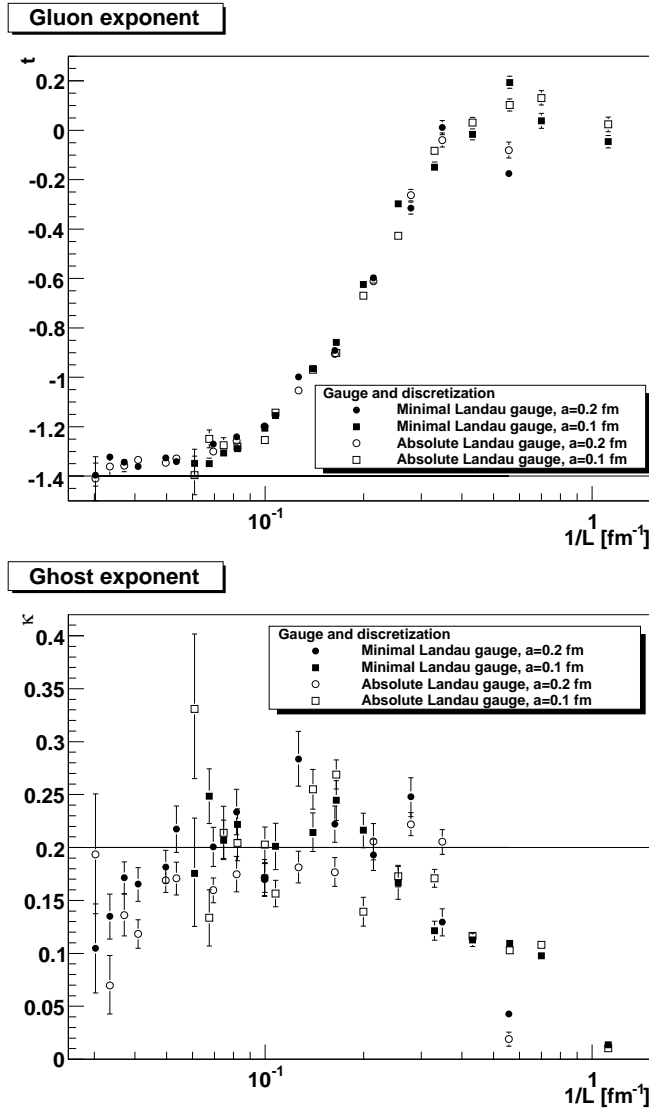 Gluon exponent
t
0.2
0
-0.2
-0.4
-0.6
-0.8
-1
-1.2
-1.4
Gauge and discretization
Minimal Landau gauge, a=0.2 fm
Minimal Landau gauge, a=0.1 fm
Absolute Landau gauge, a=0.2 fm
Absolute Landau gauge, a=0.1 fm
10⁻¹ 1
1/L [fm⁻¹]
Ghost exponent
κ
0.4
0.35
0.3
0.25
0.2
0.15
0.1
0.05
0
Gauge and discretization
Minimal Landau gauge, a=0.2 fm
Minimal Landau gauge, a=0.1 fm
Absolute Landau gauge, a=0.2 fm
Absolute Landau gauge, a=0.1 fm
10⁻¹ 1
1/L [fm⁻¹]